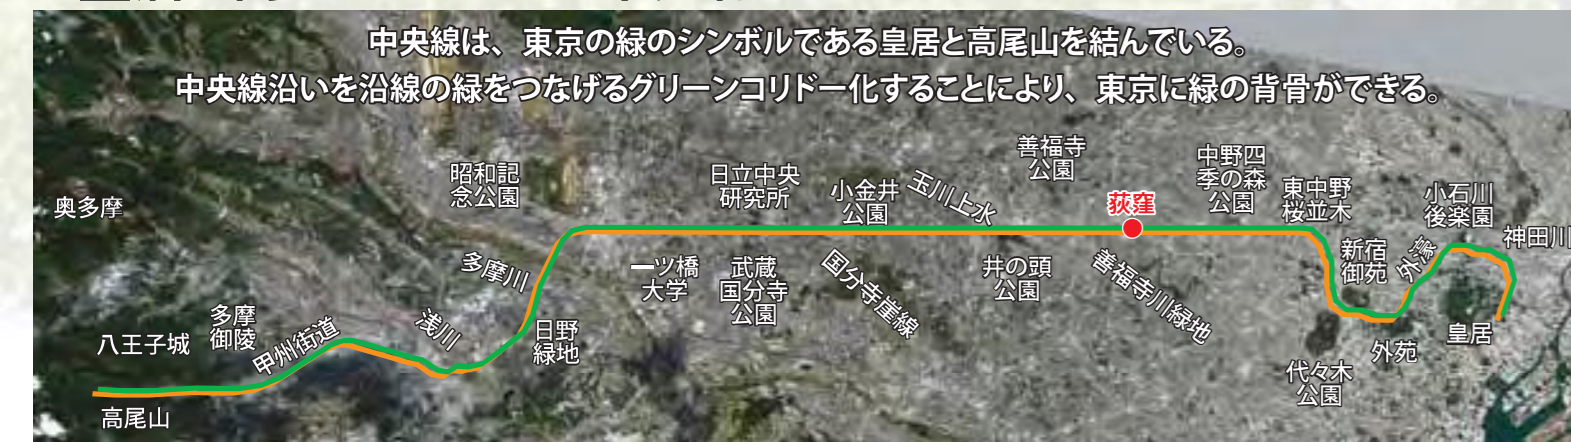 中央線は、東京の緑のシンボルである皇居と高尾山を結んでいる。
中央線沿いを沿線の緑をつなげるグリーンコリドー化することにより、東京に緑の背骨ができる。
奥多摩
昭和記
念公園
日立中央
研究所
小金井
公園
玉川上水
善福寺
公園
荻窪
中野四
季の森
公園
東中野
桜並木
小石川
後楽園
神田川
多摩川
一ツ橋
大学
武蔵
国分寺
公園
国分寺崖線
井の頭
公園
善福寺川緑地
新宿
御苑
外濠
八王子城
多摩
御陵
甲州街道
浅川
日野
緑地
代々木
公園
外苑
皇居
高尾山